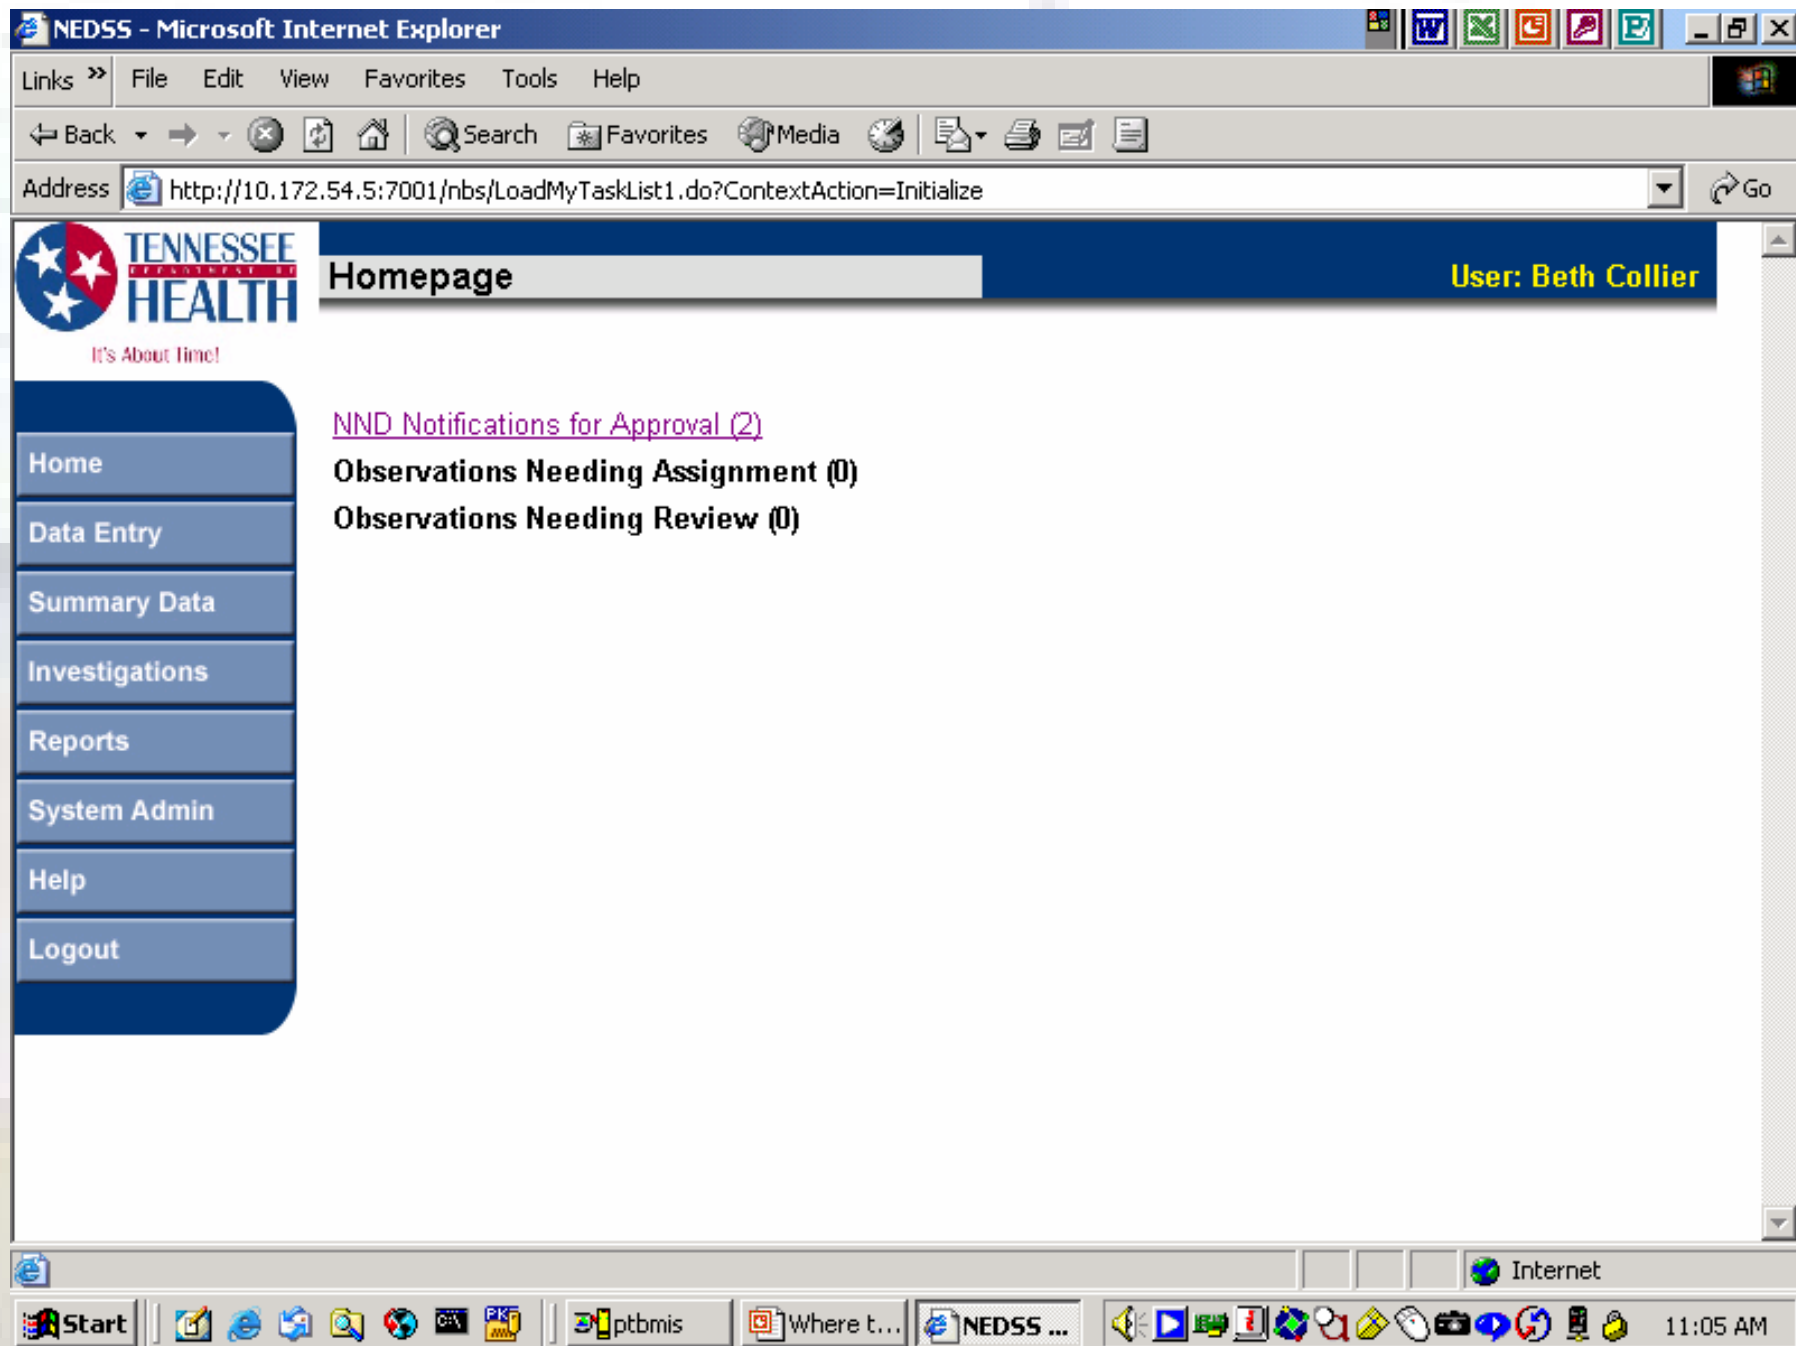 NEDSS - Microsoft Internet Explorer
Links » File Edit View Favorites Tools Help
Back Search Favorites Media
Address http://10.172.54.5:7001/nbs/LoadMyTaskList1.do?ContextAction=Initialize Go
TENNESSEE
DEPARTMENT OF
HEALTH
It's About Time!
Homepage
User: Beth Collier
NND Notifications for Approval (2)
Observations Needing Assignment (0)
Observations Needing Review (0)
Home
Data Entry
Summary Data
Investigations
Reports
System Admin
Help
Logout
Internet
Start ptbmis Where t... NEDSS ... 11:05 AM